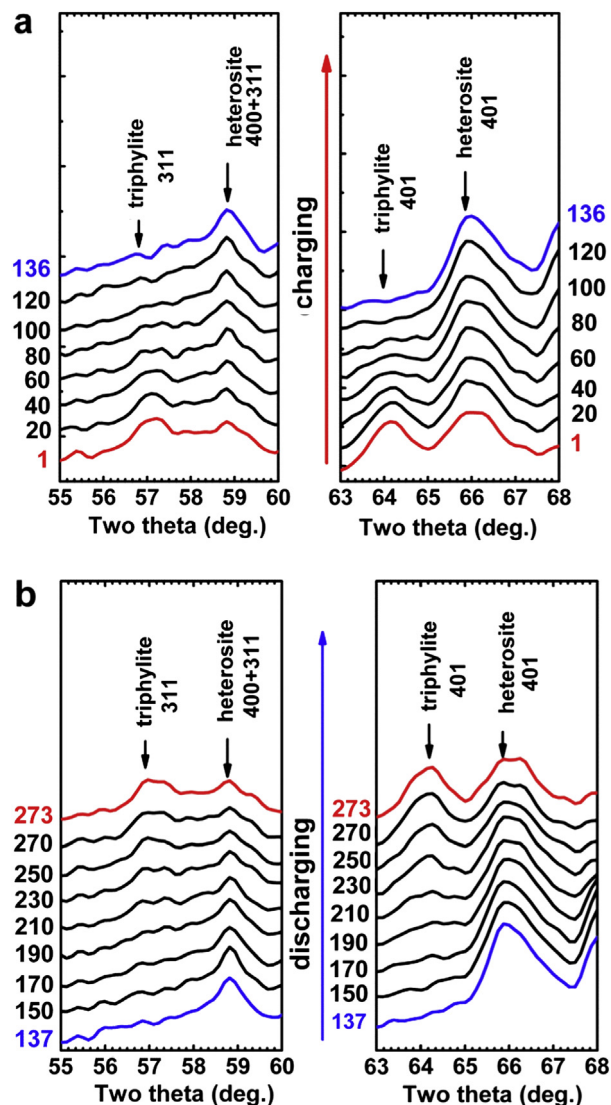 a
triphylite
311
heterosite
400+311
136
120
100
80
60
40
20
1
55 56 57 58 59 60
Two theta (deg.)
charging
triphylite
401
heterosite
401
136
120
100
80
60
40
20
1
63 64 65 66 67 68
Two theta (deg.)
b
triphylite
311
heterosite
400+311
273
270
250
230
210
190
170
150
137
55 56 57 58 59 60
Two theta (deg.)
discharging
triphylite
401
heterosite
401
273
270
250
230
210
190
170
150
137
63 64 65 66 67 68
Two theta (deg.)